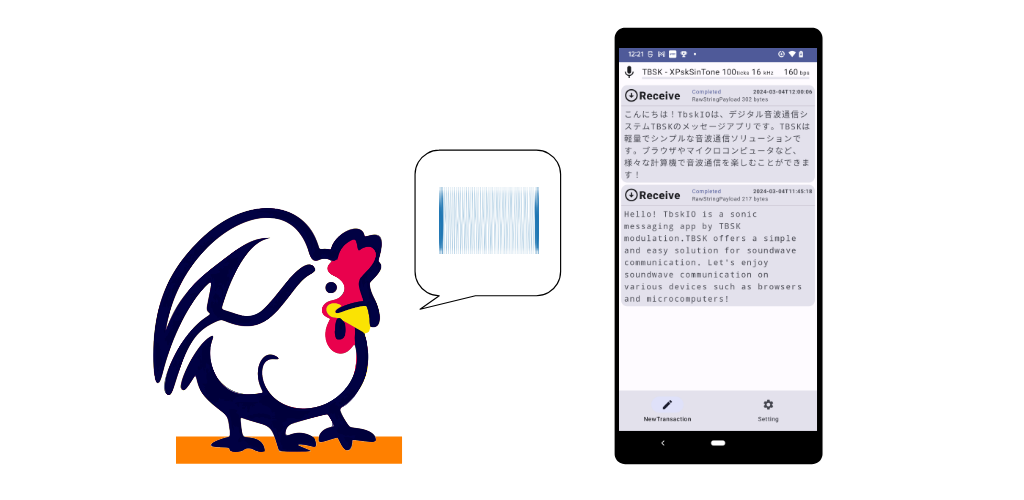 12:21
TBSK - XPskSinTone 100ticks 16 kHz 160 bps
Receive
Completed 2024-03-04T12:00:06
RawStringPayload 302 bytes
こんにちは！TbskIOは、デジタル音波通信シ
ステムTBSKのメッセージアプリです。TBSKは
軽量でシンプルな音波通信ソリューションで
す。ブラウザやマイクロコンピュータなど、
様々な計算機で音波通信を楽しむことができま
す！
Receive
Completed 2024-03-04T11:45:18
RawStringPayload 217 bytes
Hello! TbskIO is a sonic
messaging app by TBSK
modulation.TBSK offers a simple
and easy solution for soundwave
communication. Let's enjoy
soundwave communication on
various devices such as browsers
and microcomputers!
NewTransaction Setting